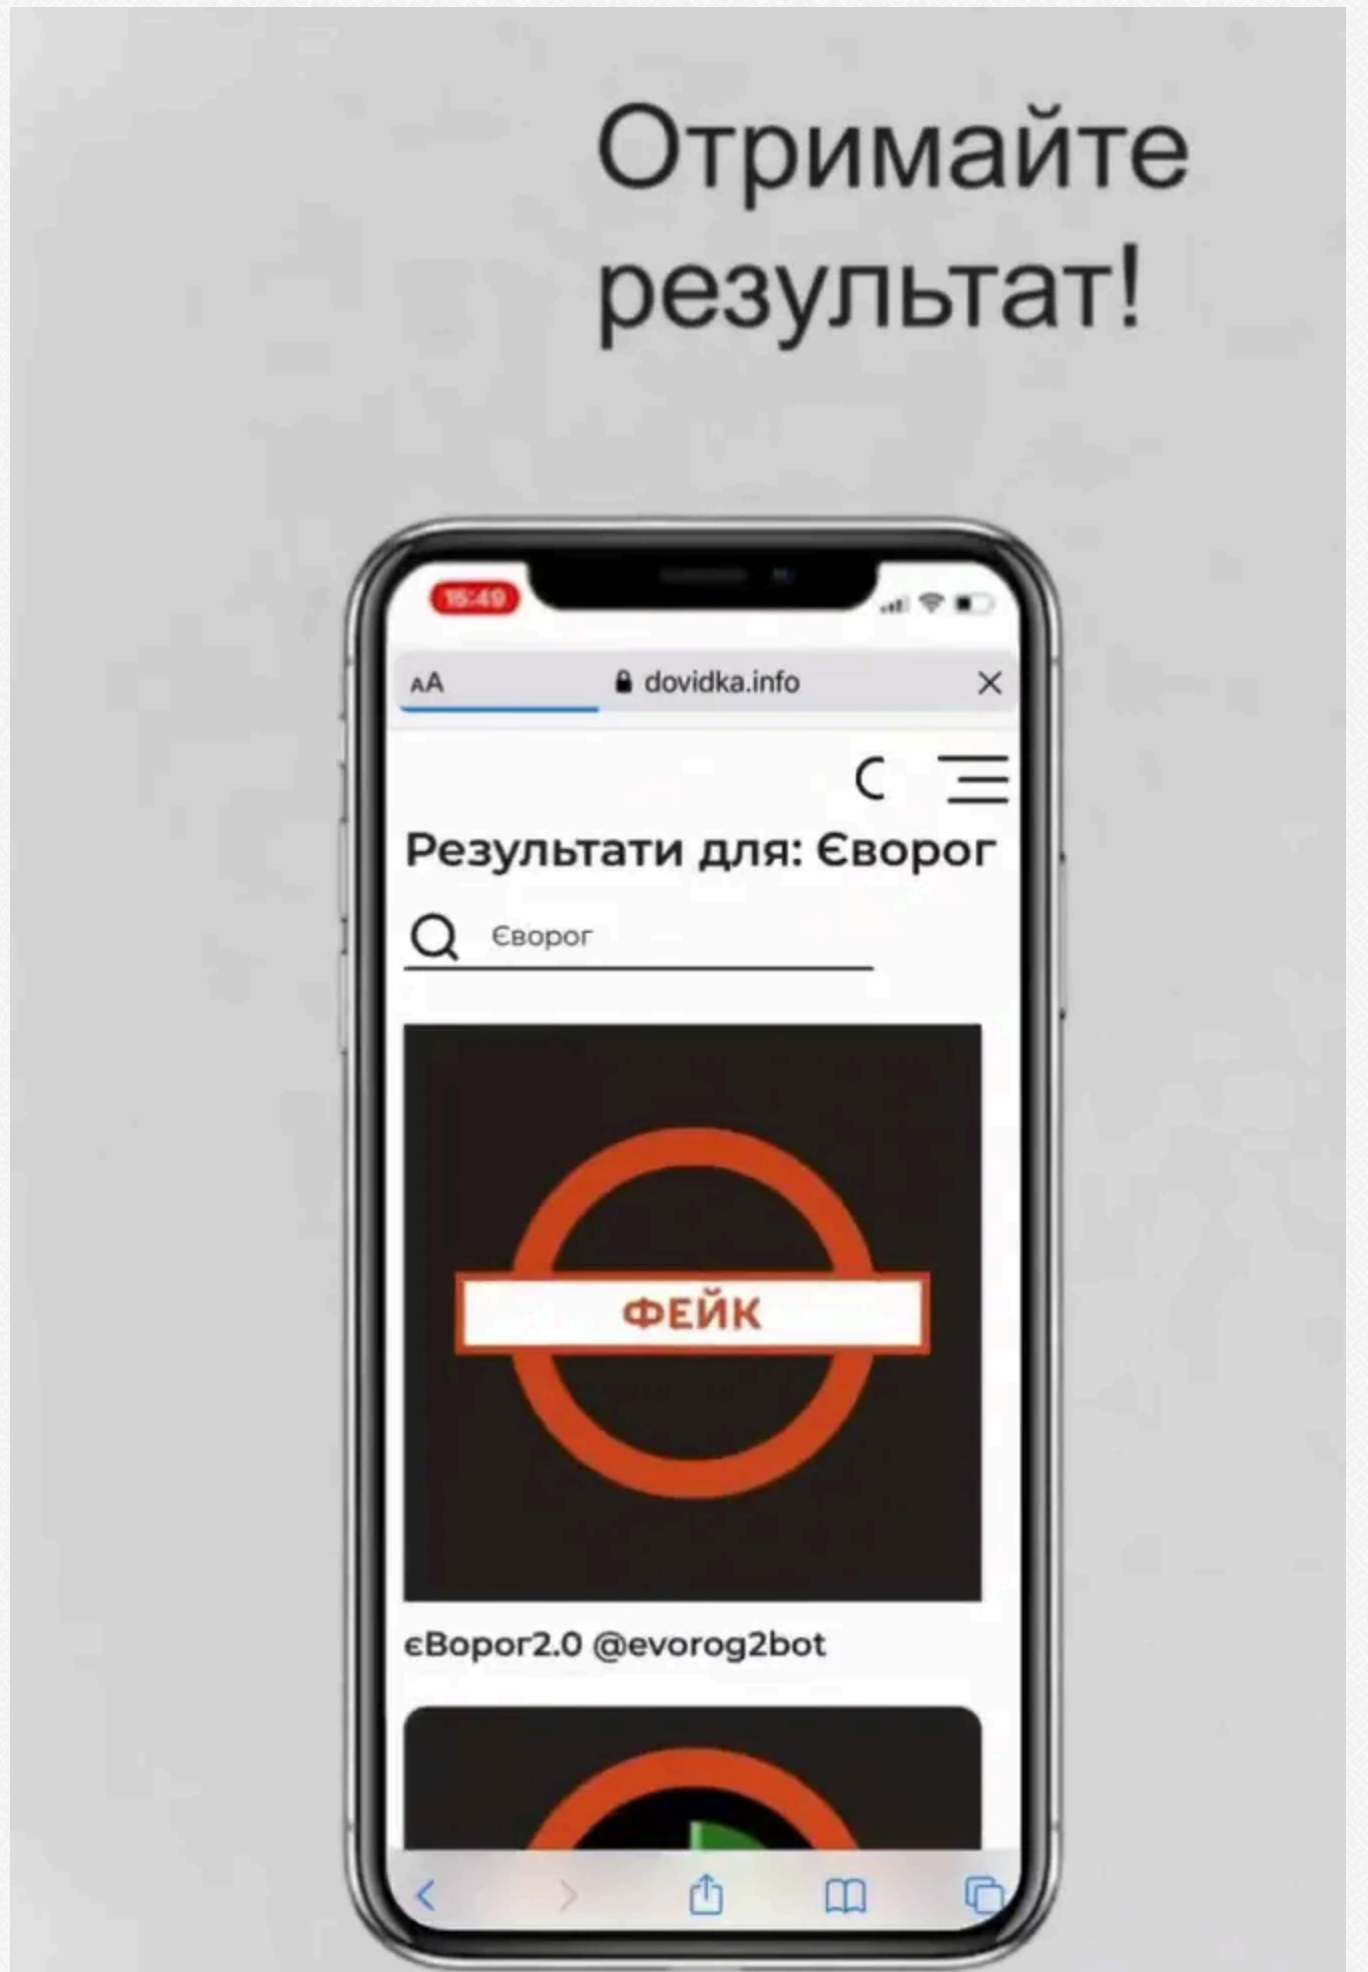 Отримайте
результат!
15:49
AA dovidka.info
Результати для: Єворог
Єворог
ФЕЙК
єВорог2.0 @evorog2bot